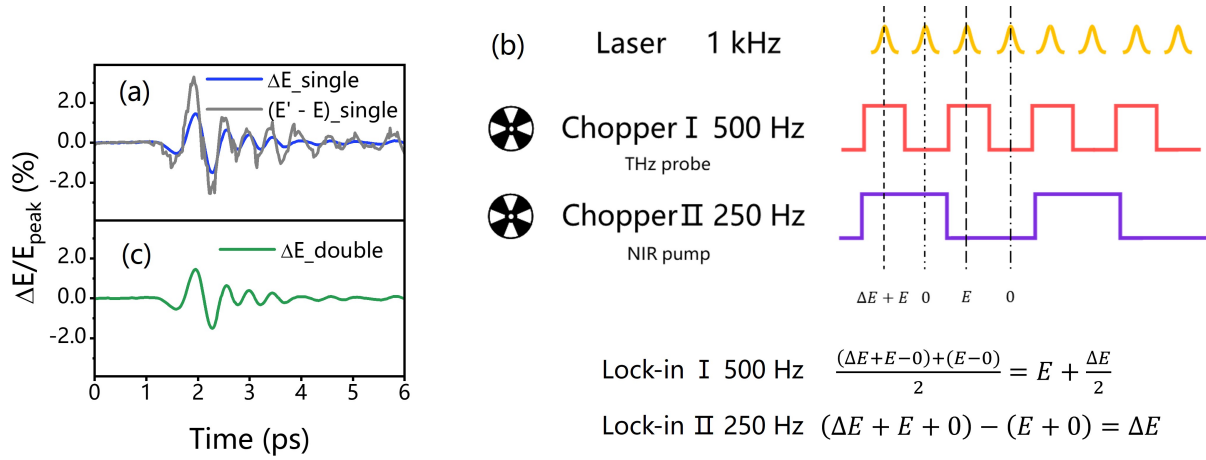 (a)
ΔE_single
(E' - E)_single
2.0
0.0
-2.0
(c)
ΔE_double
2.0
0.0
-2.0
ΔE/E_peak (%)
0 1 2 3 4 5 6
Time (ps)
(b)
Laser 1 kHz
Chopper I 500 Hz
THz probe
Chopper II 250 Hz
NIR pump
ΔE + E 0 E 0
Lock-in I 500 Hz ((ΔE+E−0)+(E−0))/2 = E + ΔE/2
Lock-in II 250 Hz (ΔE + E + 0) − (E + 0) = ΔE